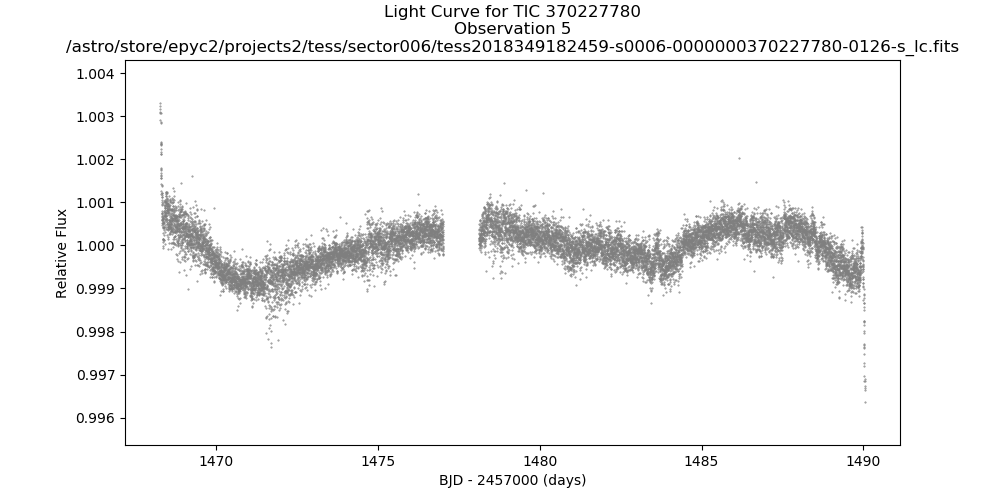 Light Curve for TIC 370227780
Observation 5
/astro/store/epyc2/projects2/tess/sector006/tess2018349182459-s0006-0000000370227780-0126-s_lc.fits
1.004
1.003
1.002
1.001
1.000
0.999
0.998
0.997
0.996
Relative Flux
1470
1475
1480
1485
1490
BJD - 2457000 (days)